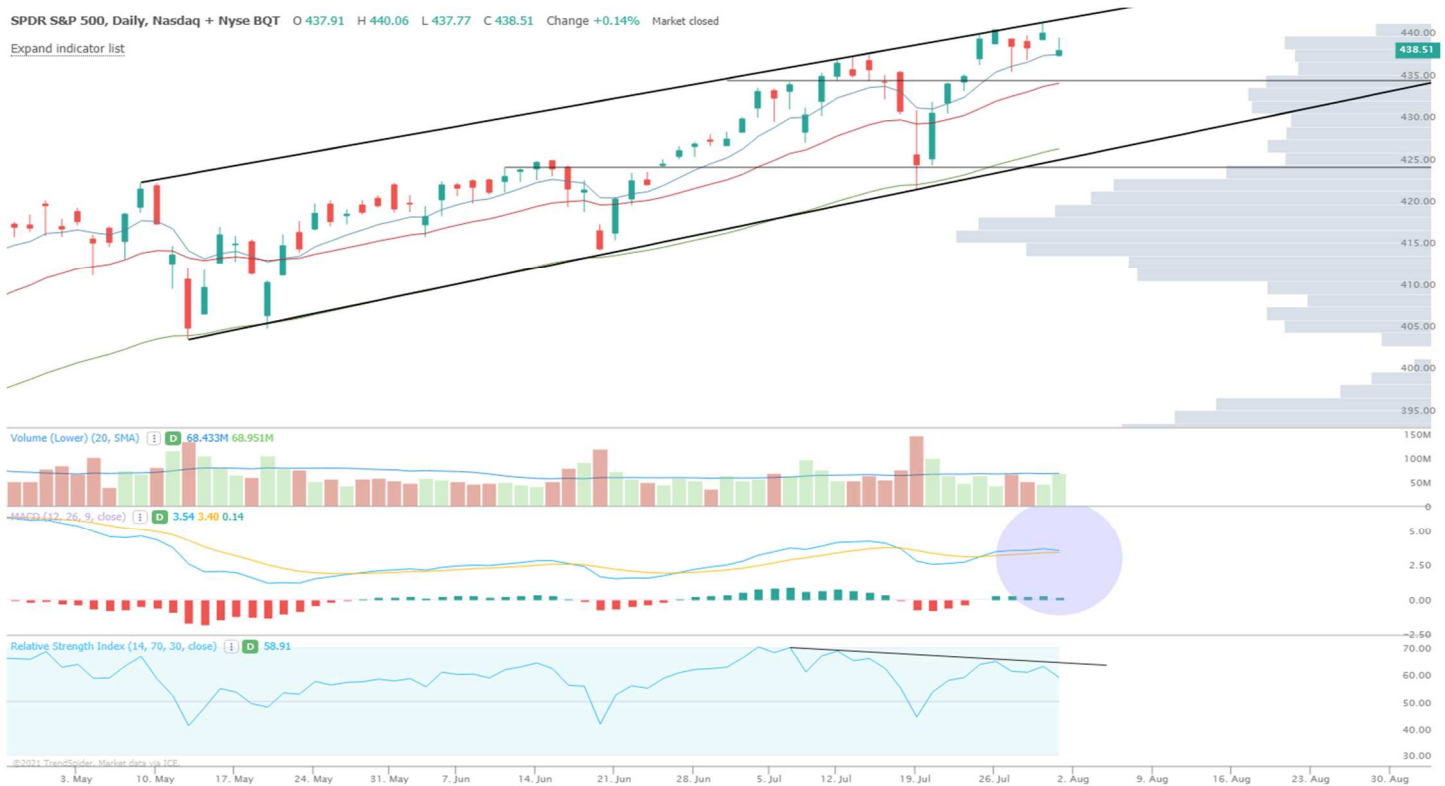 SPDR S&P 500, Daily, Nasdaq + Nyse BQT O 437.91 H 440.06 L 437.77 C 438.51 Change +0.14% Market closed
Expand indicator list
440.00
438.51
435.00
430.00
425.00
420.00
415.00
410.00
405.00
400.00
395.00
Volume (Lower) (20, SMA) D 68.433M 68.951M
150M
100M
50M
0
MACD (12, 26, 9, close) D 3.54 3.40 0.14
5.00
2.50
0.00
−2.50
Relative Strength Index (14, 70, 30, close) D 58.91
70.00
60.00
50.00
40.00
30.00
©2021 TrendSpider. Market data via ICE.
3. May 10. May 17. May 24. May 31. May 7. Jun 14. Jun 21. Jun 28. Jun 5. Jul 12. Jul 19. Jul 26. Jul 2. Aug 9. Aug 16. Aug 23. Aug 30. Aug